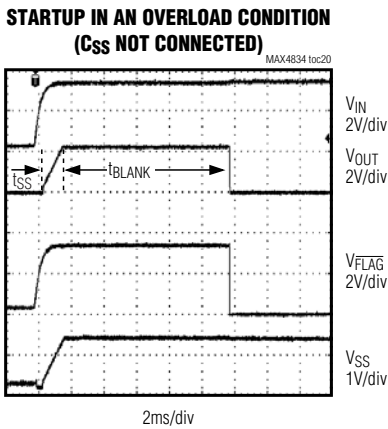 STARTUP IN AN OVERLOAD CONDITION
(CSS NOT CONNECTED)
MAX4834 toc20
VIN
2V/div
VOUT
2V/div
tSS
tBLANK
VFLAG
2V/div
VSS
1V/div
2ms/div